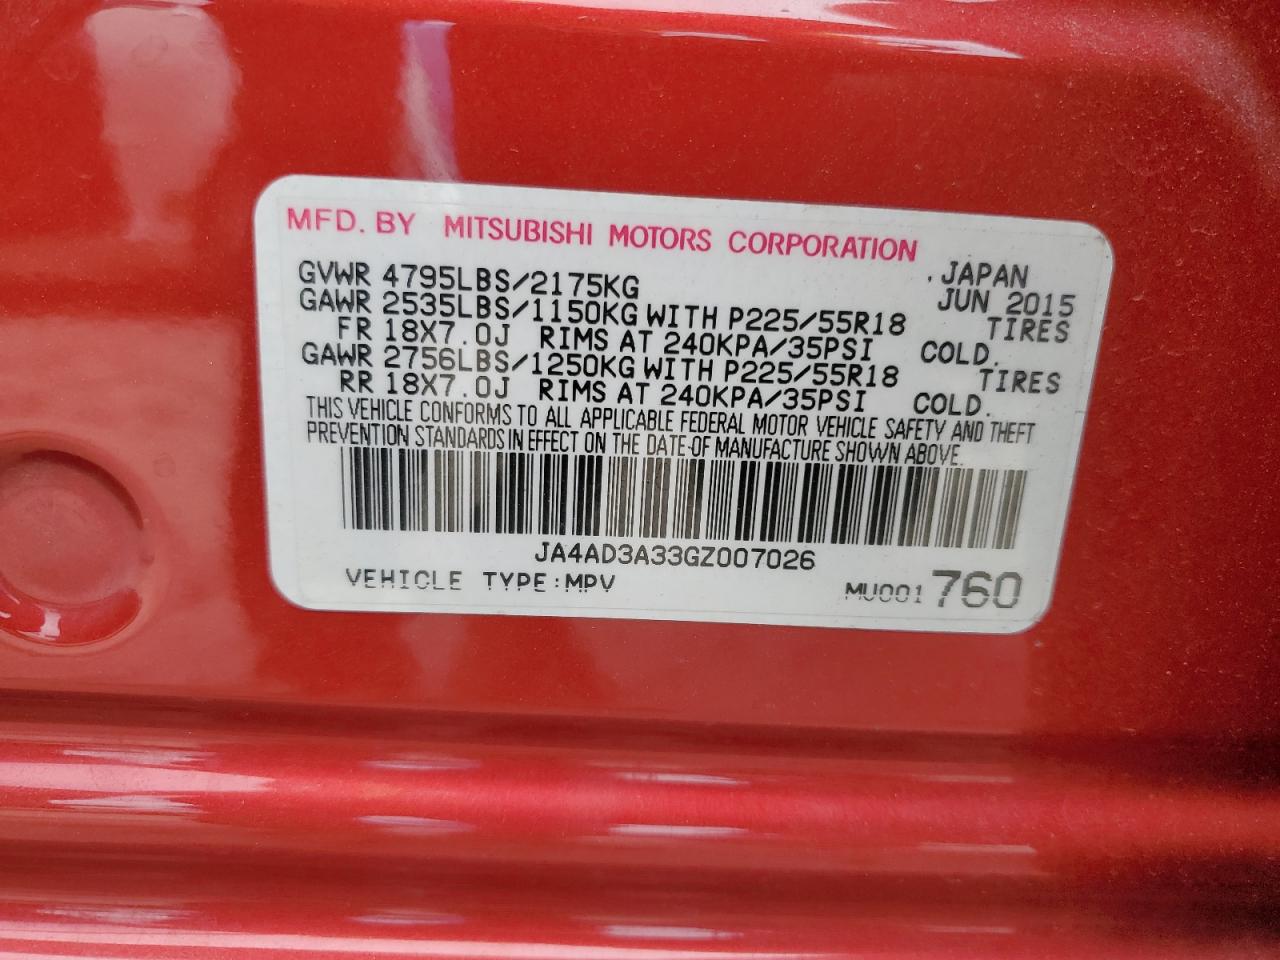 MFD. BY MITSUBISHI MOTORS CORPORATION
GVWR 4795LBS/2175KG . JAPAN
GAWR 2535LBS/1150KG WITH P225/55R18 JUN 2015
FR 18X7.0J RIMS AT 240KPA/35PSI TIRES COLD.
GAWR 2756LBS/1250KG WITH P225/55R18 TIRES
RR 18X7.0J RIMS AT 240KPA/35PSI COLD.
THIS VEHICLE CONFORMS TO ALL APPLICABLE FEDERAL MOTOR VEHICLE SAFETY AND THEFT
PREVENTION STANDARDS IN EFFECT ON THE DATE OF MANUFACTURE SHOWN ABOVE.
JA4AD3A33GZ007026
VEHICLE TYPE:MPV MU001760